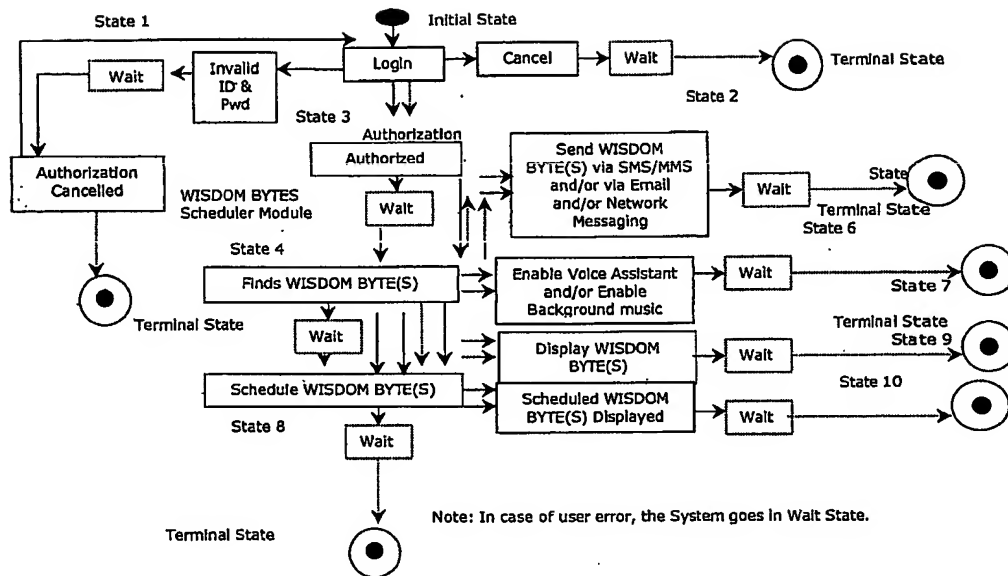 State 1
Initial State
Wait
Invalid
ID &
Pwd
Login
Cancel
Wait
Terminal State
State 2
State 3
Authorization
Authorized
Authorization
Cancelled
WISDOM BYTES
Scheduler Module
Wait
Send WISDOM
BYTE(S) via SMS/MMS
and/or via Email
and/or Network
Messaging
Wait
State
Terminal State
State 6
State 4
Finds WISDOM BYTE(S)
Enable Voice Assistant
and/or Enable
Background music
Wait
State 7
Terminal State
Wait
Display WISDOM
BYTE(S)
Wait
Terminal State
State 9
Schedule WISDOM BYTE(S)
Scheduled WISDOM
BYTE(S) Displayed
Wait
State 10
State 8
Wait
Terminal State
Note: In case of user error, the System goes in Wait State.